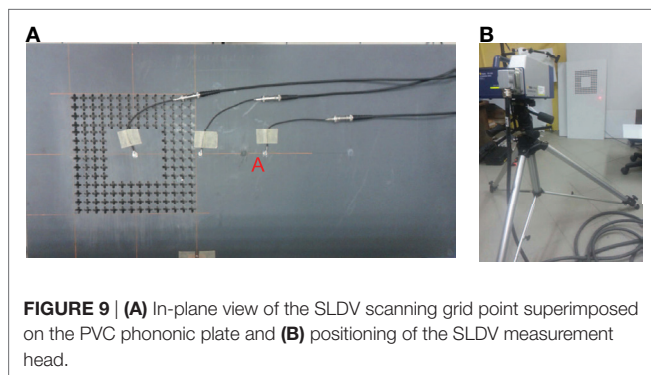 A
B
A
FIGURE 9 | (A) In-plane view of the SLDV scanning grid point superimposed
on the PVC phononic plate and (B) positioning of the SLDV measurement
head.